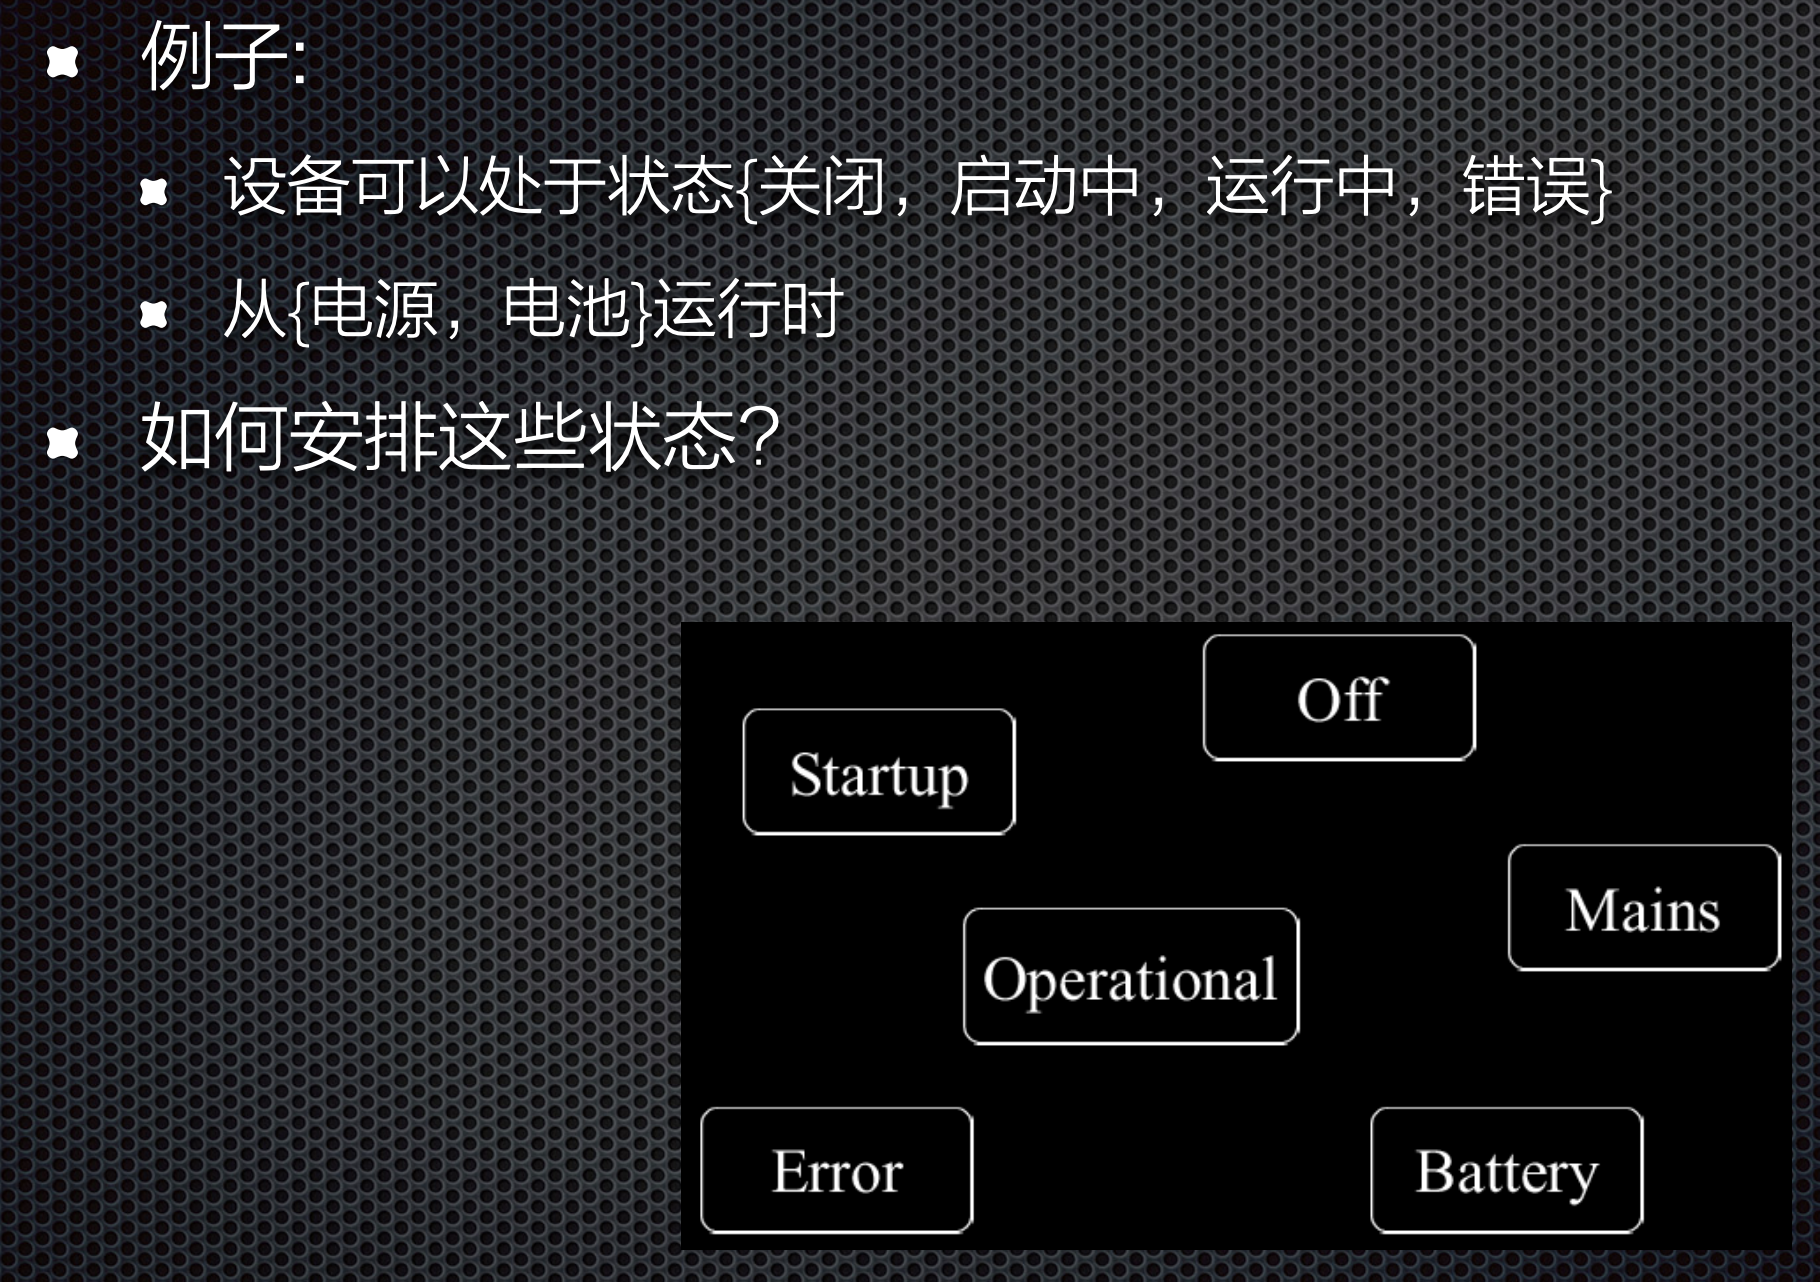 例子:
设备可以处于状态{关闭，启动中，运行中，错误}
从{电源，电池}运行时
如何安排这些状态?
Off
Startup
Mains
Operational
Error
Battery